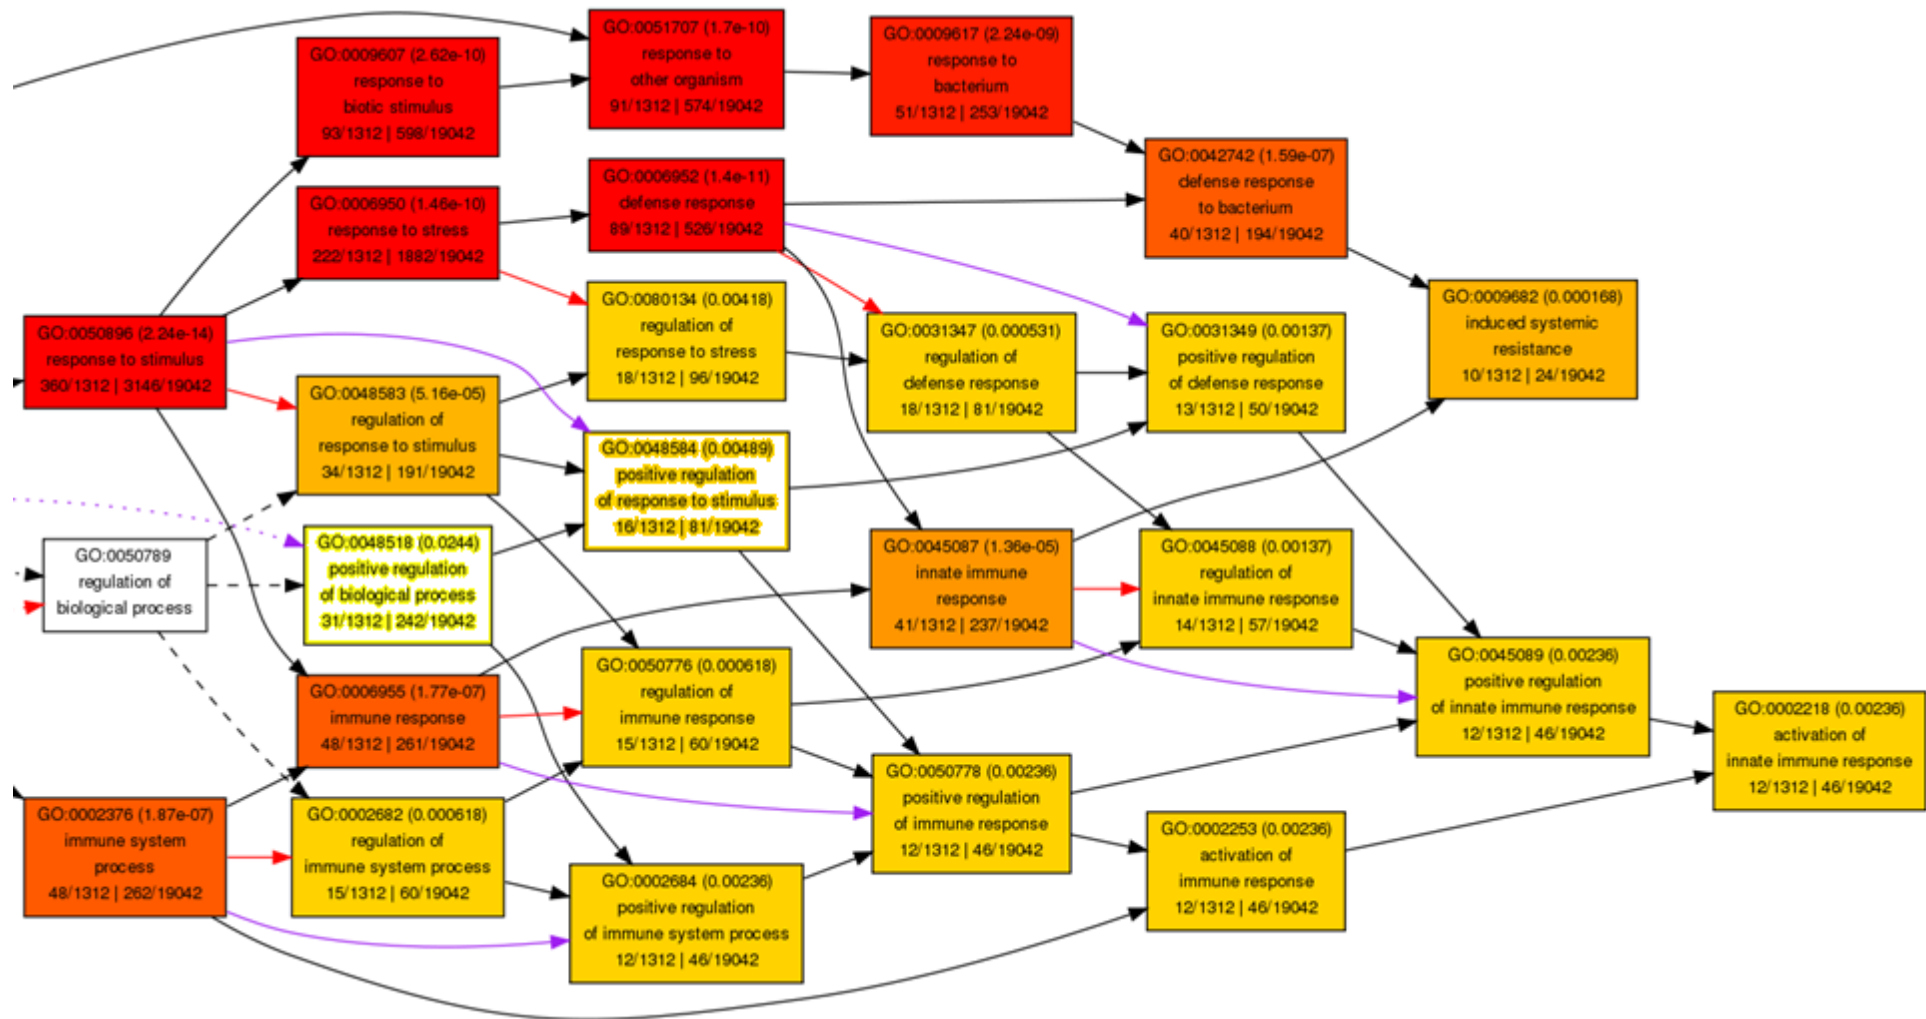 GO:0009607 (2.62e-10)
response to
biotic stimulus
93/1312 | 598/19042
GO:0051707 (1.7e-10)
response to
other organism
91/1312 | 574/19042
GO:0009617 (2.24e-09)
response to
bacterium
51/1312 | 253/19042
GO:0042742 (1.59e-07)
defense response
to bacterium
40/1312 | 194/19042
GO:0006950 (1.46e-10)
response to stress
222/1312 | 1882/19042
GO:0006952 (1.4e-11)
defense response
89/1312 | 526/19042
GO:0009682 (0.000168)
induced systemic
resistance
10/1312 | 24/19042
GO:0080134 (0.00418)
regulation of
response to stress
18/1312 | 96/19042
GO:0031347 (0.000531)
regulation of
defense response
18/1312 | 81/19042
GO:0031349 (0.00137)
positive regulation
of defense response
13/1312 | 50/19042
GO:0050896 (2.24e-14)
response to stimulus
360/1312 | 3146/19042
GO:0048583 (5.16e-05)
regulation of
response to stimulus
34/1312 | 191/19042
GO:0048584 (0.00489)
positive regulation
of response to stimulus
16/1312 | 81/19042
GO:0050789
regulation of
biological process
GO:0048518 (0.0244)
positive regulation
of biological process
31/1312 | 242/19042
GO:0045087 (1.36e-05)
innate immune
response
41/1312 | 237/19042
GO:0045088 (0.00137)
regulation of
innate immune response
14/1312 | 57/19042
GO:0006955 (1.77e-07)
immune response
48/1312 | 261/19042
GO:0050776 (0.000618)
regulation of
immune response
15/1312 | 60/19042
GO:0045089 (0.00236)
positive regulation
of innate immune response
12/1312 | 46/19042
GO:0002218 (0.00236)
activation of
innate immune response
12/1312 | 46/19042
GO:0050778 (0.00236)
positive regulation
of immune response
12/1312 | 46/19042
GO:0002376 (1.87e-07)
immune system
process
48/1312 | 262/19042
GO:0002682 (0.000618)
regulation of
immune system process
15/1312 | 60/19042
GO:0002684 (0.00236)
positive regulation
of immune system process
12/1312 | 46/19042
GO:0002253 (0.00236)
activation of
immune response
12/1312 | 46/19042